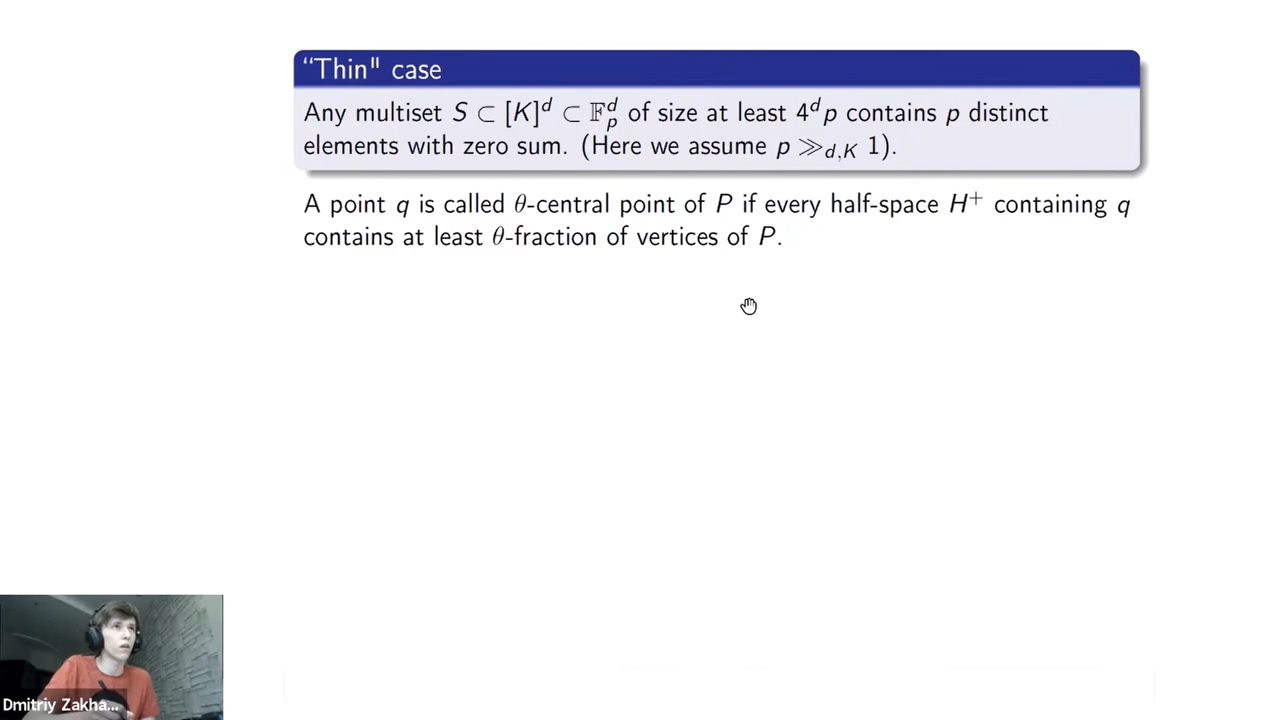 “Thin" case
Any multiset S ⊂ [K]^d ⊂ 𝔽_p^d of size at least 4^d p contains p distinct
elements with zero sum. (Here we assume p ≫_{d,K} 1).
A point q is called θ-central point of P if every half-space H^+ containing q
contains at least θ-fraction of vertices of P.
Dmitriy Zakha...